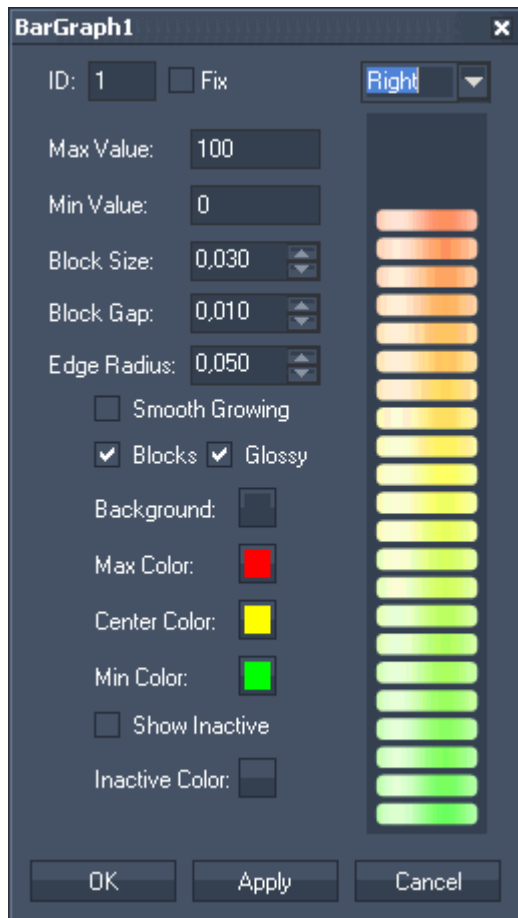 BarGraph1
ID: 1 Fix Right
Max Value: 100
Min Value: 0
Block Size: 0,030
Block Gap: 0,010
Edge Radius: 0,050
Smooth Growing
Blocks Glossy
Background:
Max Color:
Center Color:
Min Color:
Show Inactive
Inactive Color:
OK Apply Cancel